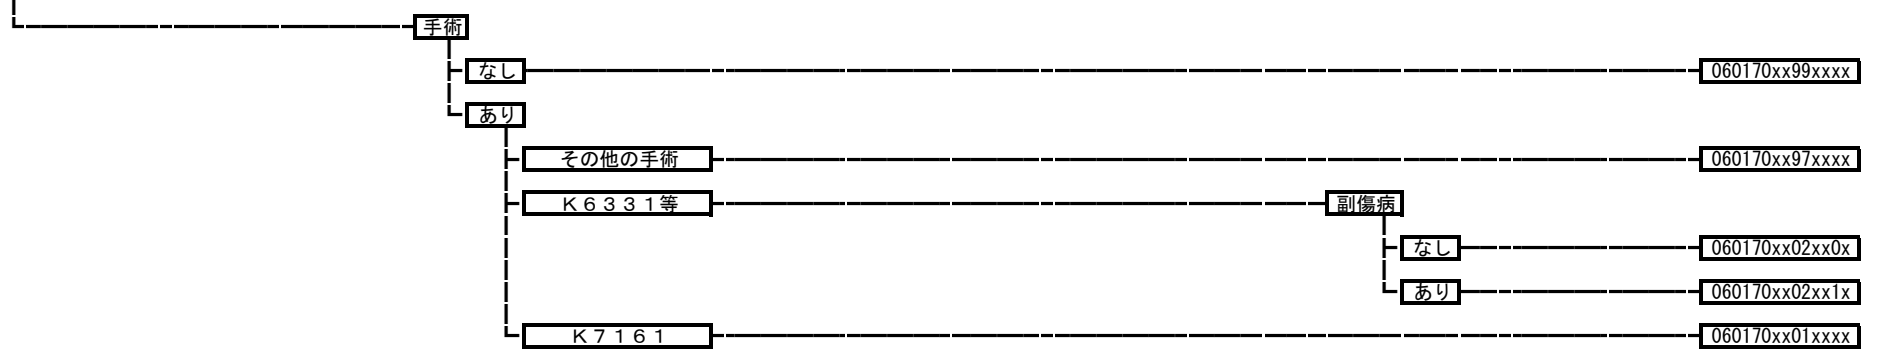 手術
なし 060170xx99xxxx
あり
その他の手術 060170xx97xxxx
Ｋ６３３１等 副傷病
なし 060170xx02xx0x
あり 060170xx02xx1x
Ｋ７１６１ 060170xx01xxxx